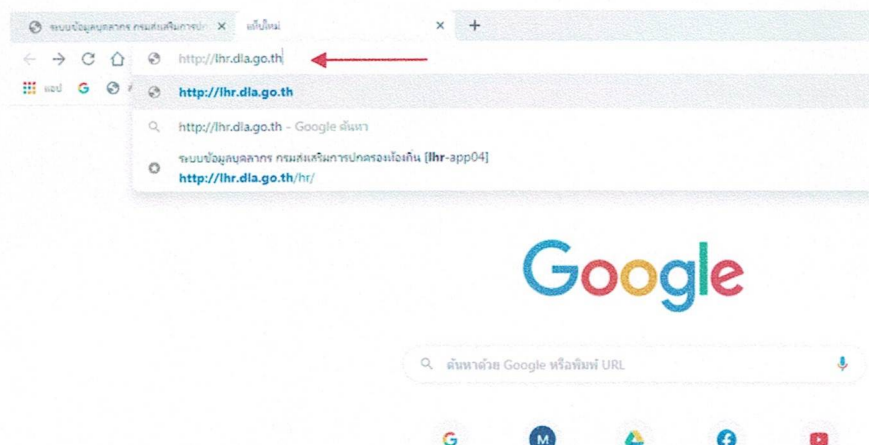 ระบบข้อมูลบุคลากร กรมส่งเสริมการปก
แท็บใหม่
http://lhr.dla.go.th
แอป
http://lhr.dla.go.th
http://lhr.dla.go.th - Google ค้นหา
ระบบข้อมูลบุคลากร กรมส่งเสริมการปกครองท้องถิ่น [lhr-app04]
http://lhr.dla.go.th/hr/
Google
ค้นหาด้วย Google หรือพิมพ์ URL
G
M